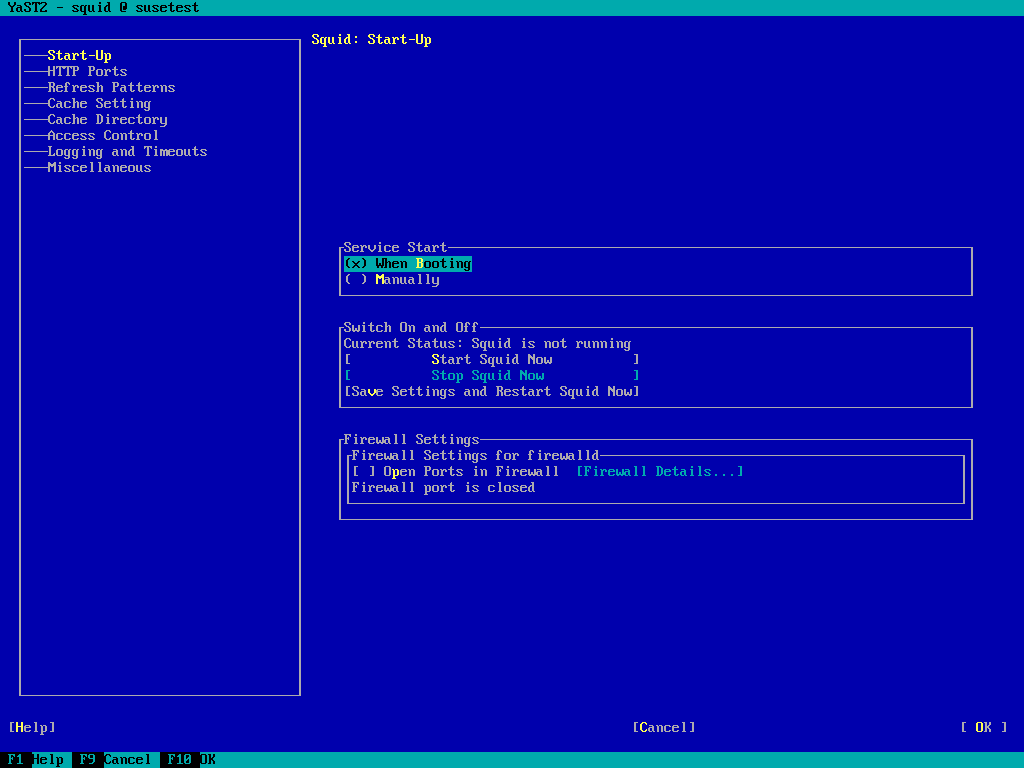 YaST2 - squid @ susetest
Squid: Start-Up
Start-Up
HTTP Ports
Refresh Patterns
Cache Setting
Cache Directory
Access Control
Logging and Timeouts
Miscellaneous
Service Start
(x) When Booting
( ) Manually
Switch On and Off
Current Status: Squid is not running
[          Start Squid Now          ]
[          Stop Squid Now           ]
[Save Settings and Restart Squid Now]
Firewall Settings
Firewall Settings for firewalld
[ ] Open Ports in Firewall  [Firewall Details...]
Firewall port is closed
[Help] [Cancel] [ OK ]
F1 Help F9 Cancel F10 OK